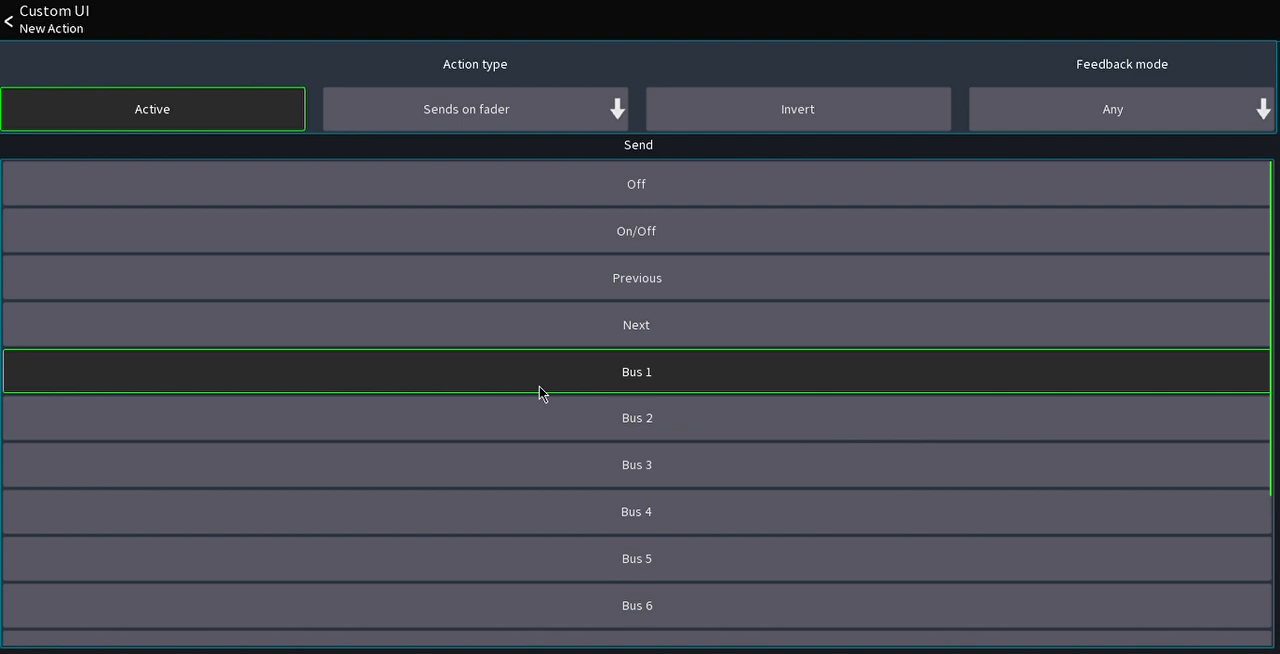 Custom UI
New Action
Action type
Feedback mode
Active
Sends on fader
Invert
Any
Send
Off
On/Off
Previous
Next
Bus 1
Bus 2
Bus 3
Bus 4
Bus 5
Bus 6